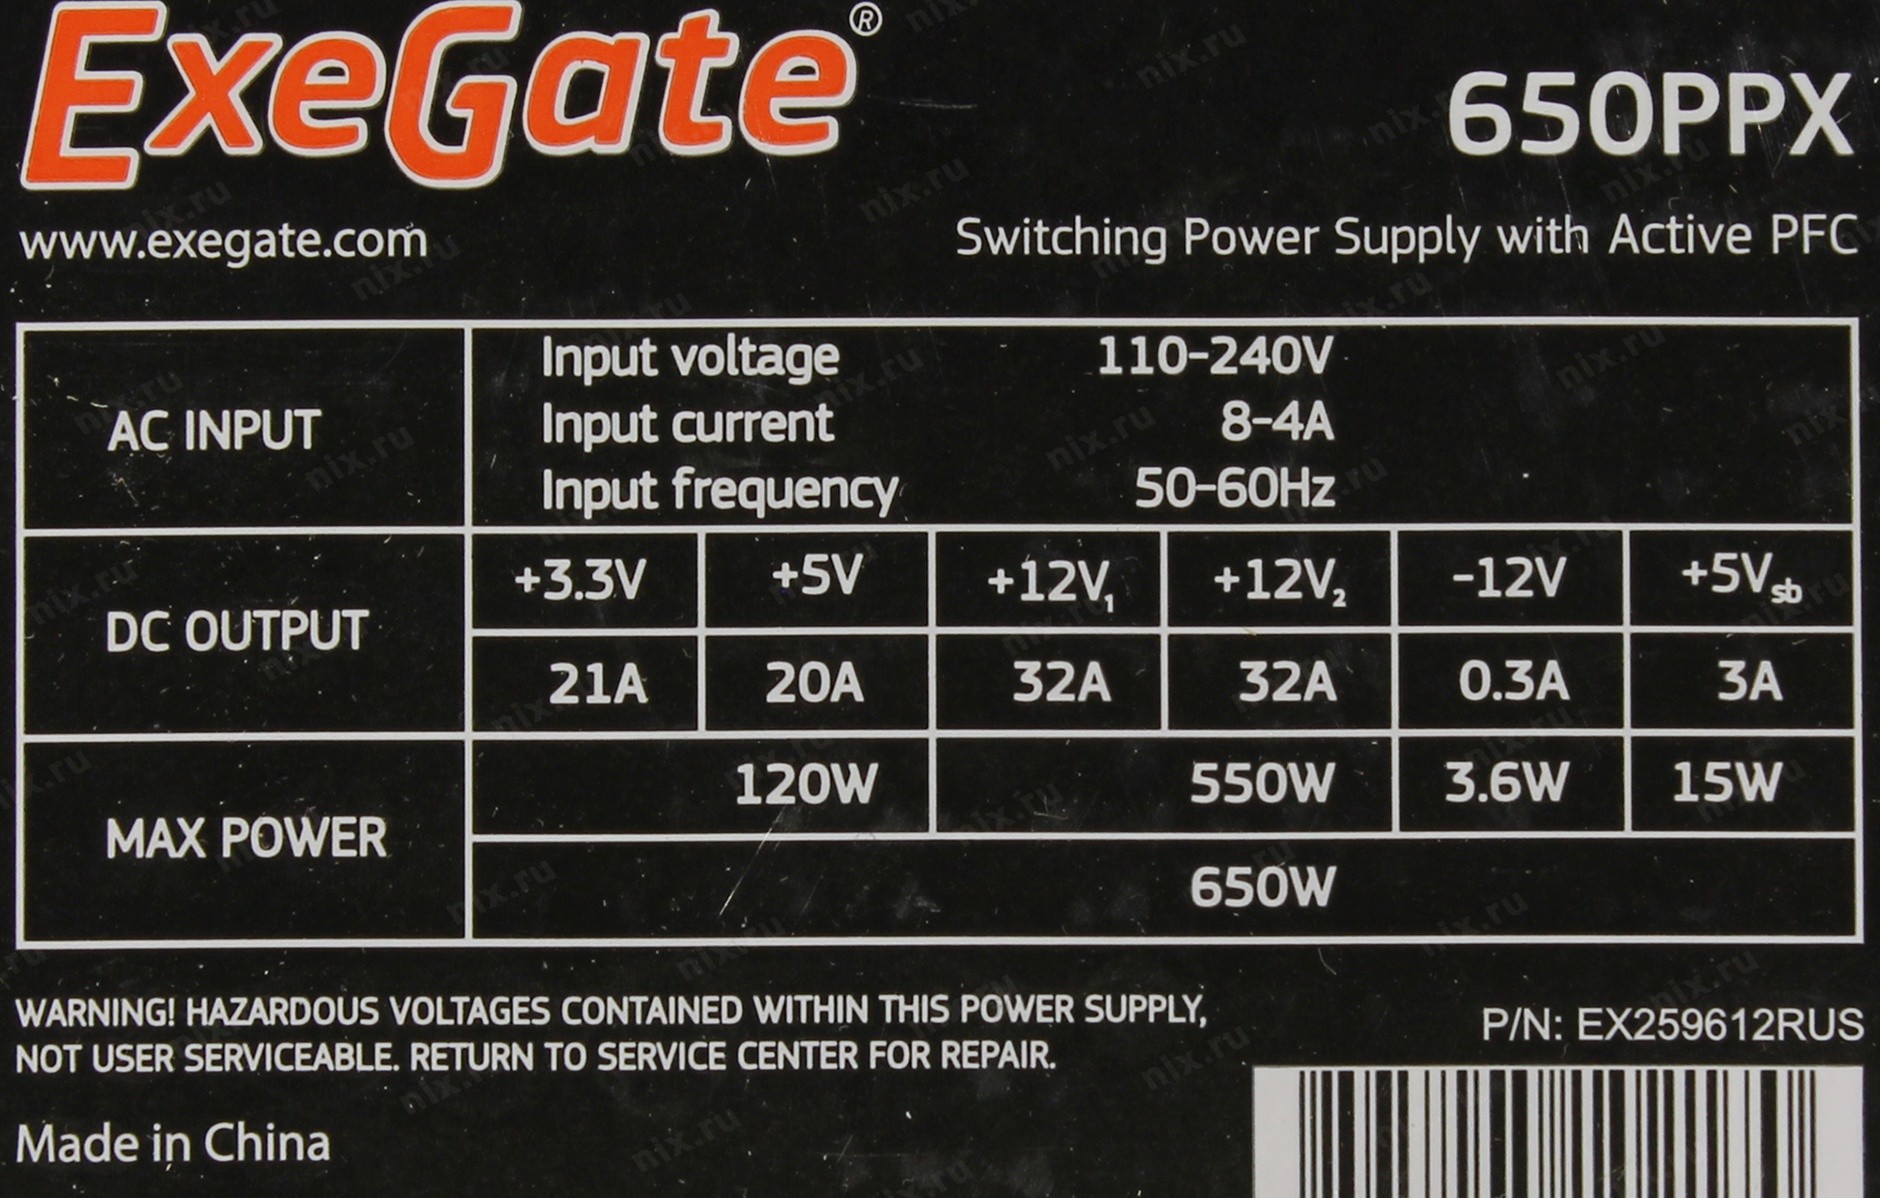 ExeGate®
650PPX
www.exegate.com
Switching Power Supply with Active PFC
AC INPUT
Input voltage 110-240V
Input current 8-4A
Input frequency 50-60Hz
DC OUTPUT
+3.3V +5V +12V1 +12V2 -12V +5Vsb
21A 20A 32A 32A 0.3A 3A
MAX POWER
120W 550W 3.6W 15W
650W
WARNING! HAZARDOUS VOLTAGES CONTAINED WITHIN THIS POWER SUPPLY,
NOT USER SERVICEABLE. RETURN TO SERVICE CENTER FOR REPAIR.
P/N: EX259612RUS
Made in China
nix.ru